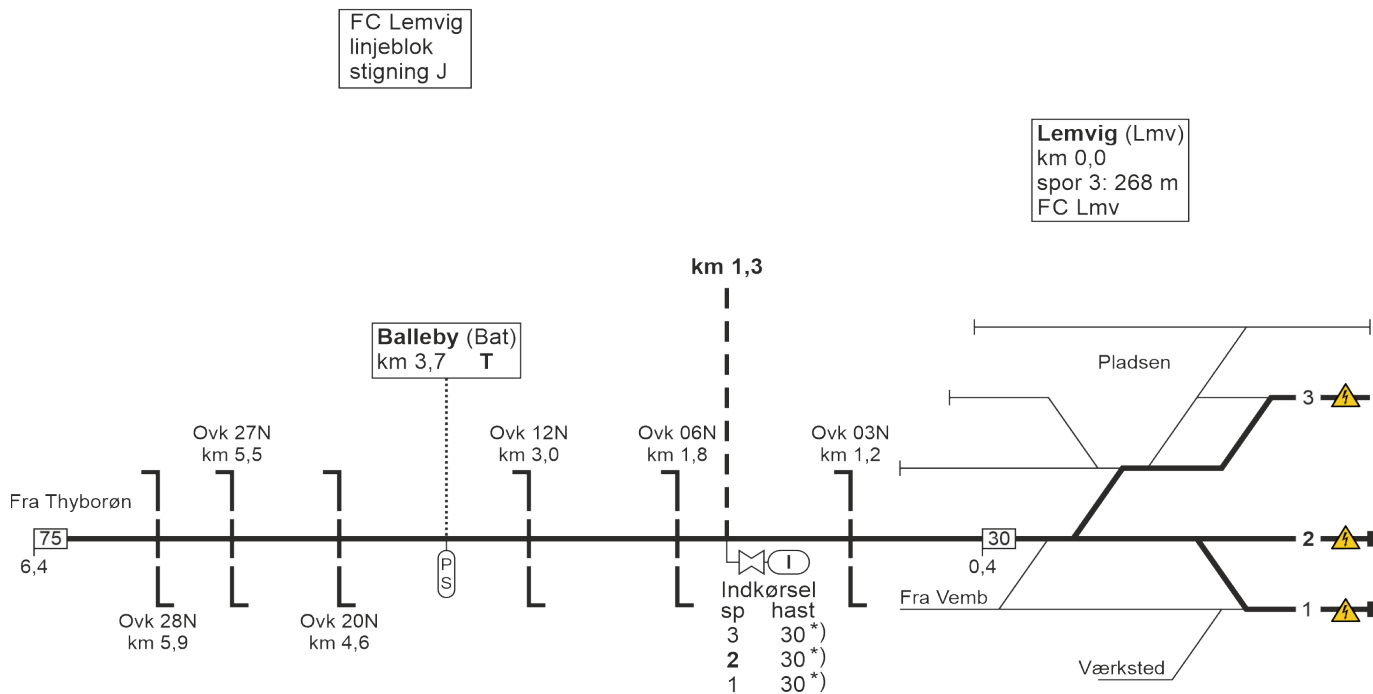 FC Lemvig
linjeblok
stigning J
Lemvig (Lmv)
km 0,0
spor 3: 268 m
FC Lmv
km 1,3
Balleby (Bat)
km 3,7 T
Pladsen
3
Ovk 27N
km 5,5
Ovk 12N
km 3,0
Ovk 06N
km 1,8
Ovk 03N
km 1,2
Fra Thyborøn
75
6,4
30
0,4
2
P
S
I
Ovk 28N
km 5,9
Ovk 20N
km 4,6
Indkørsel
sp hast
3 30 *)
2 30 *)
1 30 *)
Fra Vemb
1
Værksted